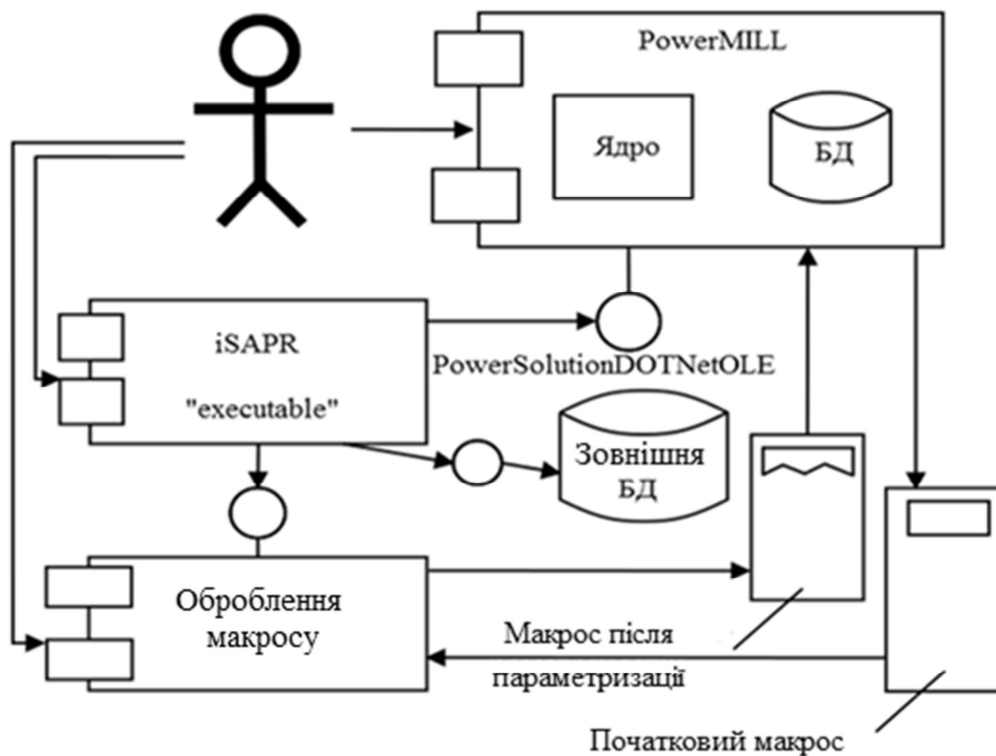 PowerMILL
Ядро
БД
iSAPR
"executable"
PowerSolutionDOTNetOLE
Зовнішня
БД
Оброблення
макросу
Макрос після
параметризації
Початковий макрос